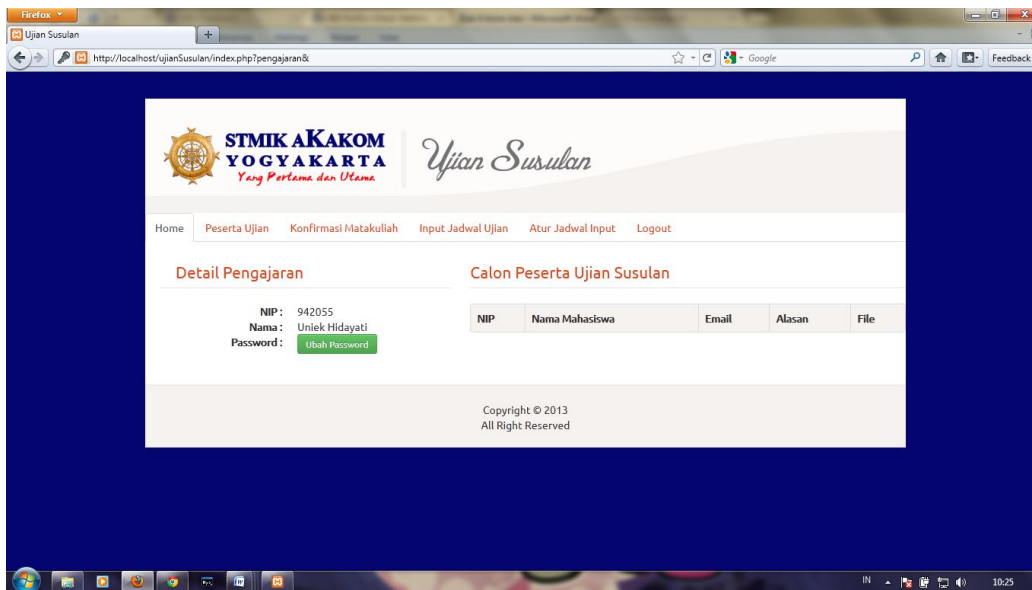 Firefox
Ujian Susulan
http://localhost/ujianSusulan/index.php?pengajaran&
Google
Feedback
STMIK AKAKOM
YOGYAKARTA
Yang Pertama dan Utama
Ujian Susulan
Home Peserta Ujian Konfirmasi Matakuliah Input Jadwal Ujian Atur Jadwal Input Logout
Detail Pengajaran
NIP : 942055
Nama : Uniek Hidayati
Password : Ubah Password
Calon Peserta Ujian Susulan
NIP Nama Mahasiswa Email Alasan File
Copyright © 2013
All Right Reserved
IN 10:25